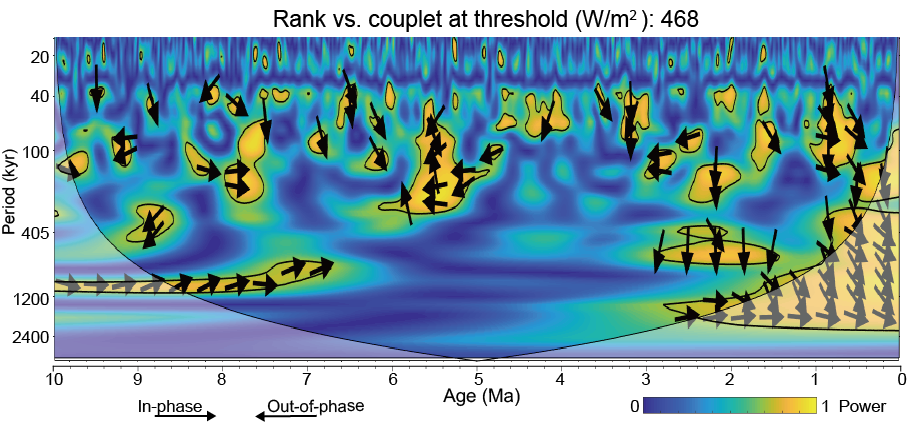 Rank vs. couplet at threshold (W/m²): 468
Period (kyr)
20
40
100
405
1200
2400
10 9 8 7 6 5 4 3 2 1 0
Age (Ma)
In-phase Out-of-phase
0 1 Power